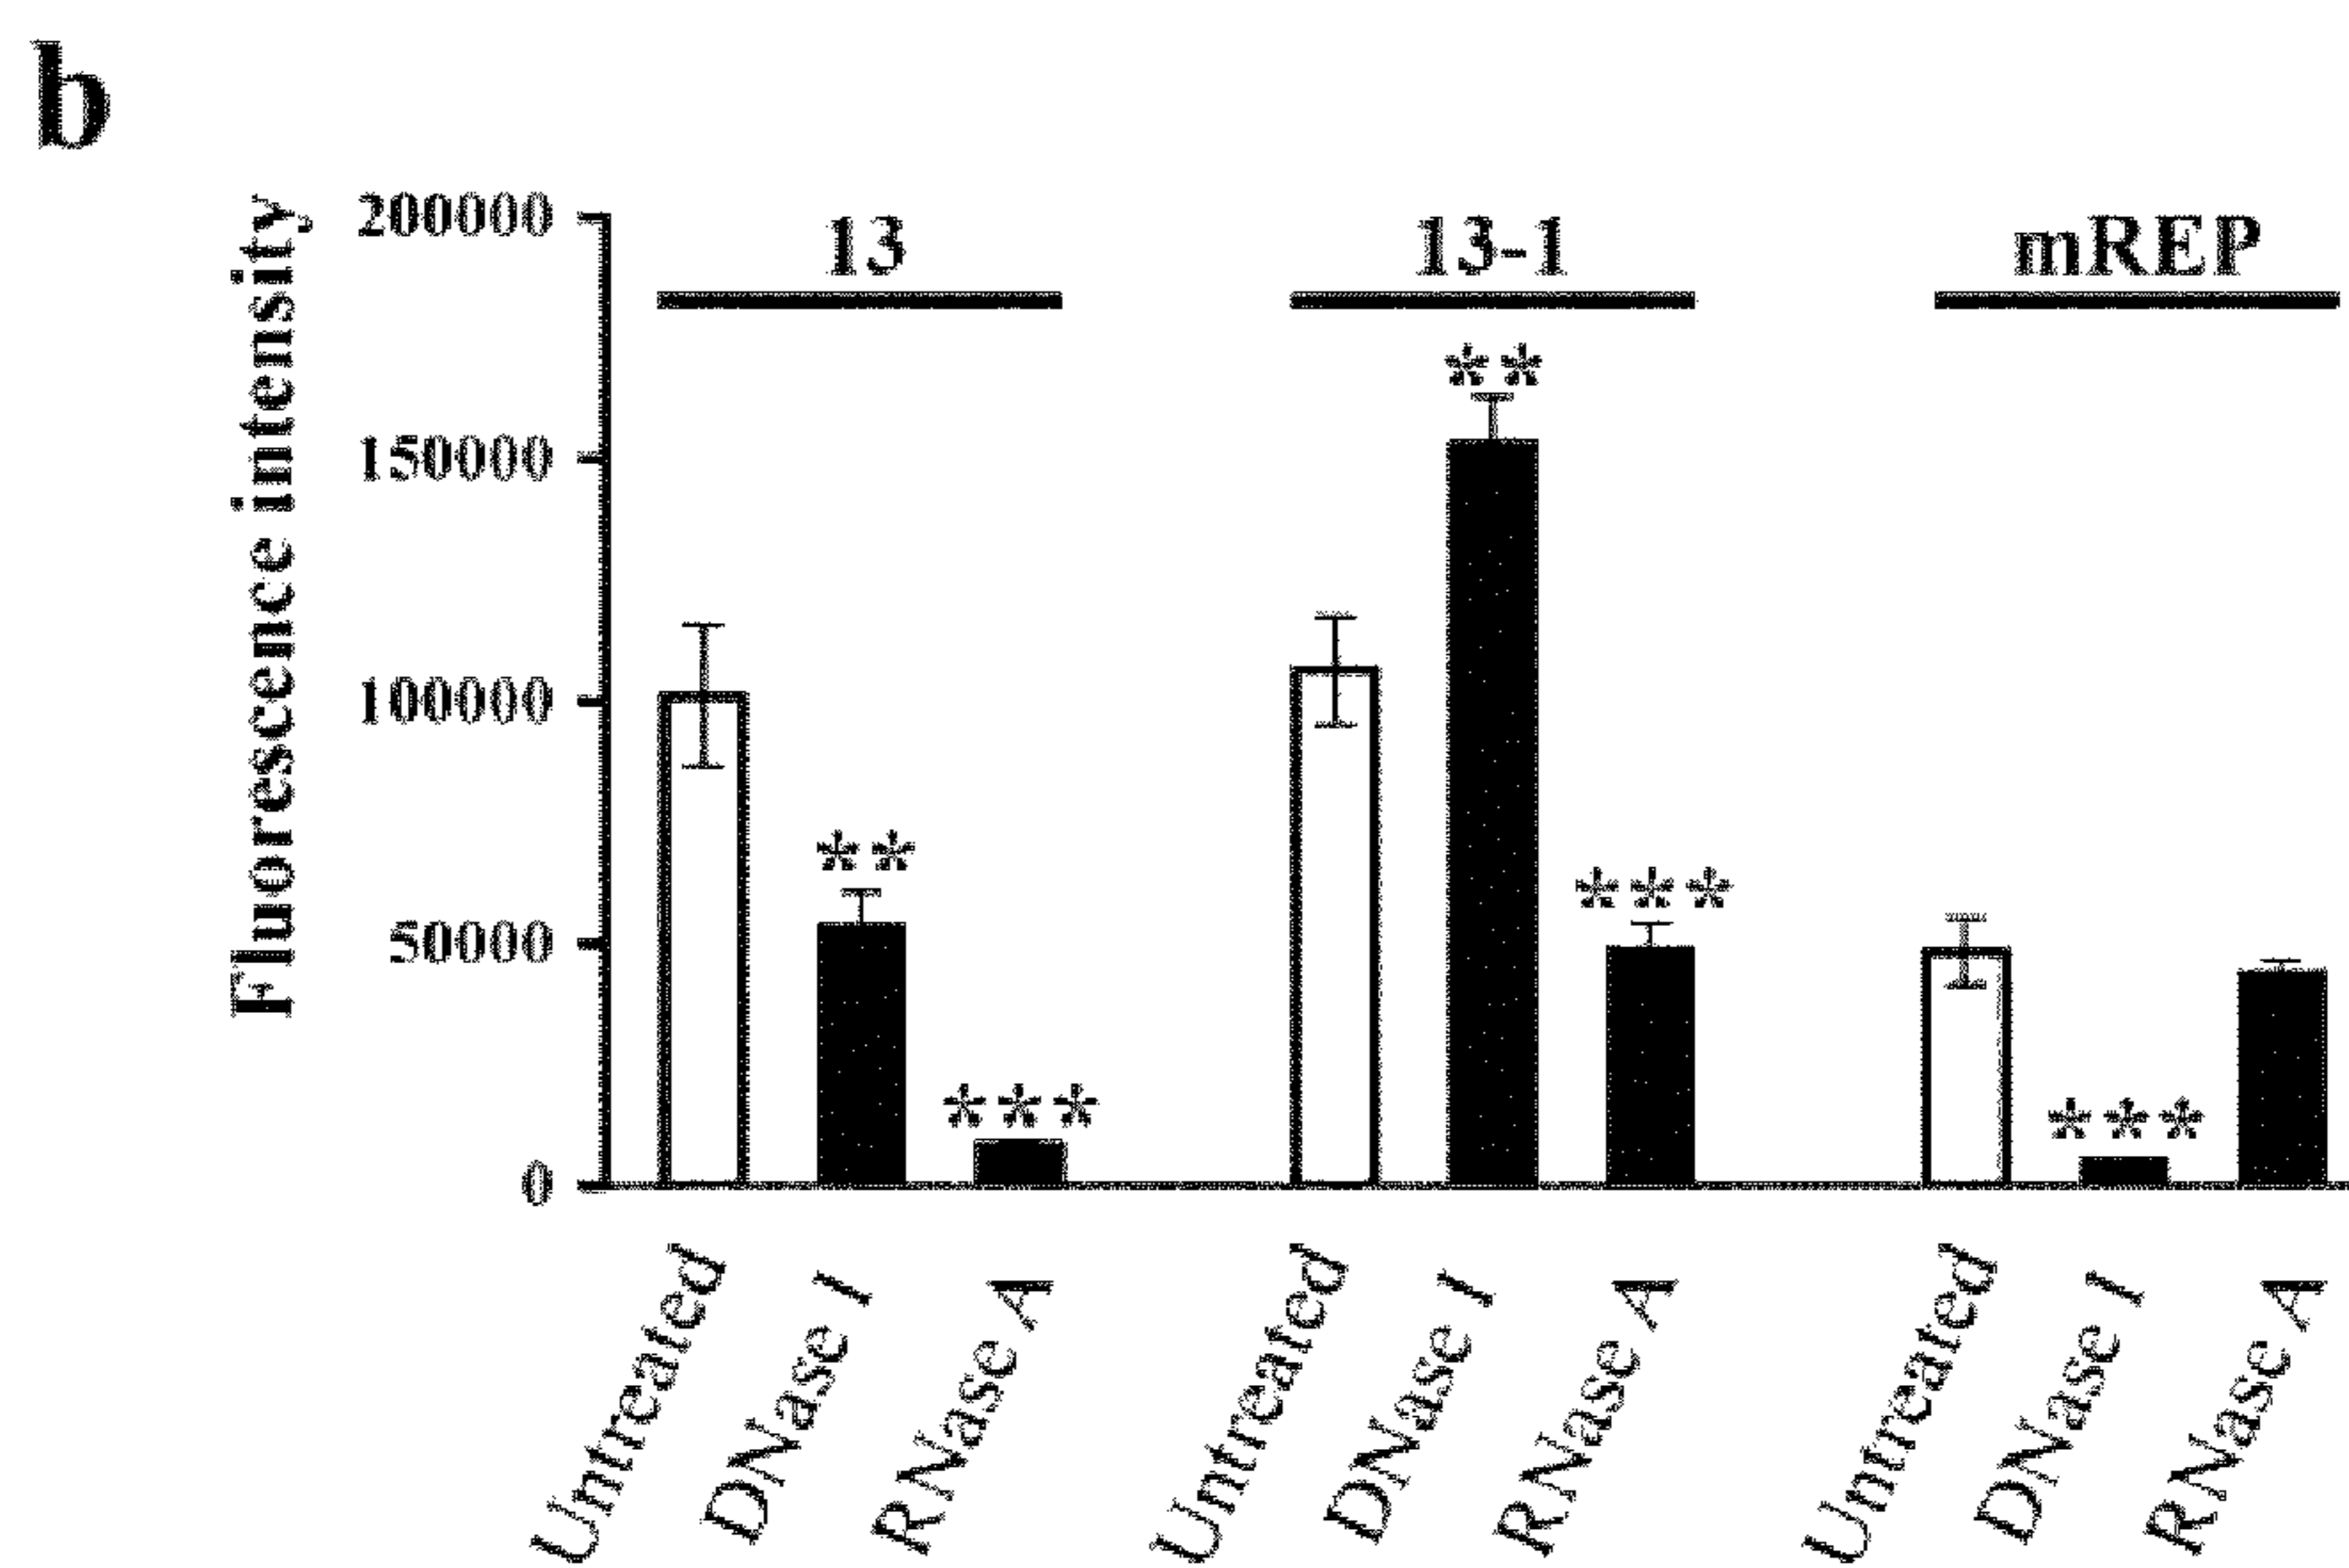 b
Fluorescence intensity
200000
150000
100000
50000
0
13
13-1
mREP
**
***
**
***
***
Untreated
DNase I
RNase A
Untreated
DNase I
RNase A
Untreated
DNase I
RNase A